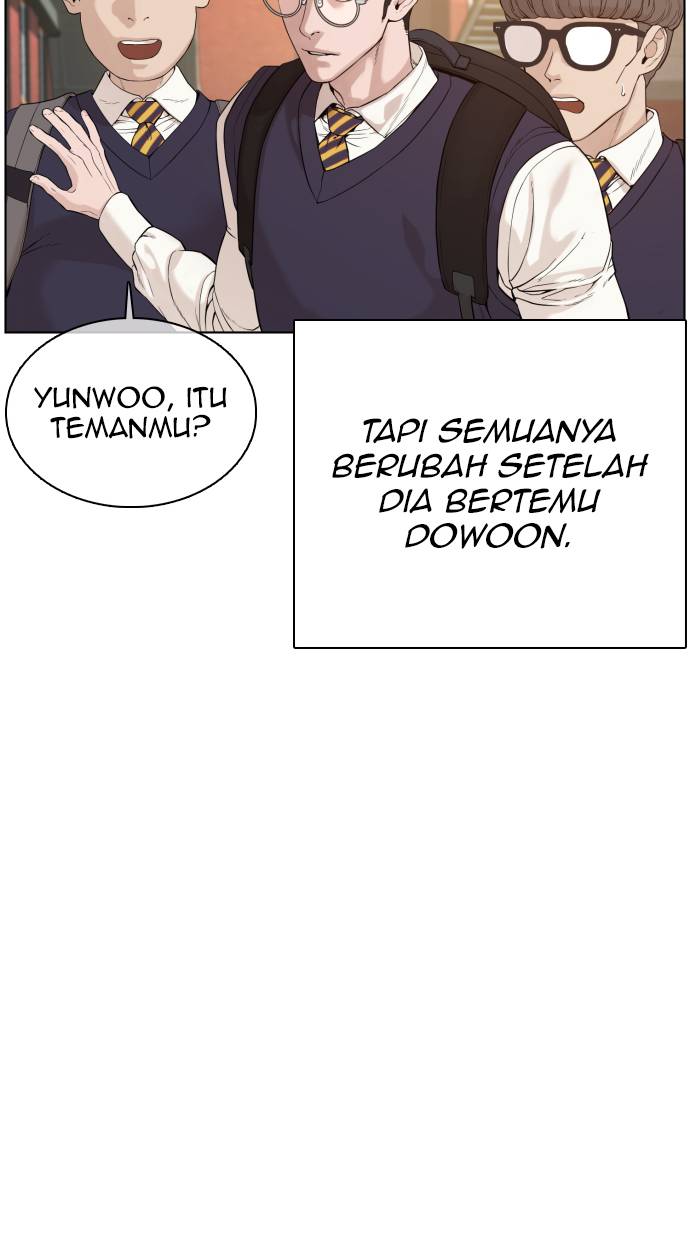 YUNWOO, ITU
TEMANMU?
TAPI SEMUANYA
BERUBAH SETELAH
DIA BERTEMU
DOWOON.